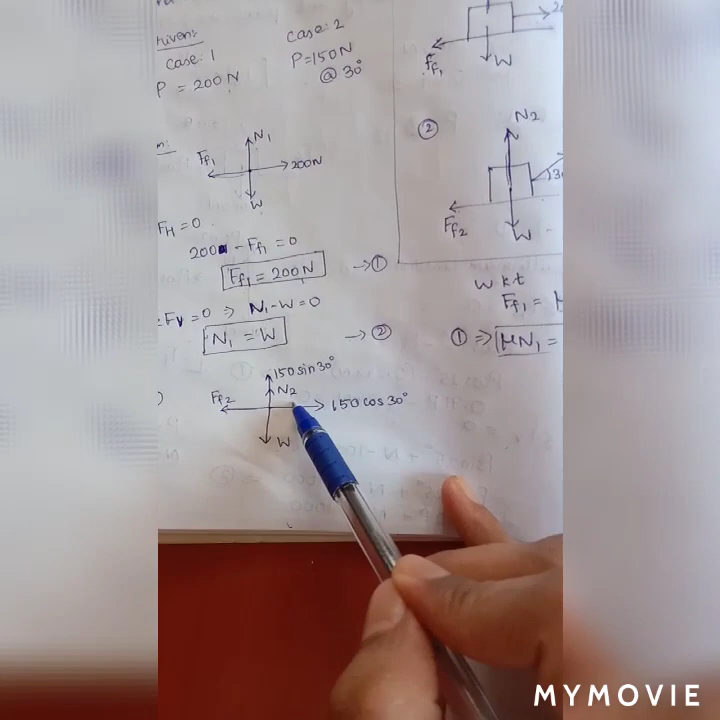 case: 1
P = 200 N
case: 2
P = 150 N
@ 30°
N1
Ff1
200N
W
FH = 0
200 - Ff1 = 0
Ff1 = 200 N → ①
Fv = 0 ⇒ N1 - W = 0
N1 = W → ②
150 sin 30°
N2
Ff2
150 cos 30°
W
Ff1
W
②
N2
Ff2
W
W k t
Ff1 =
① ⇒ μN1 =
MYMOVIE